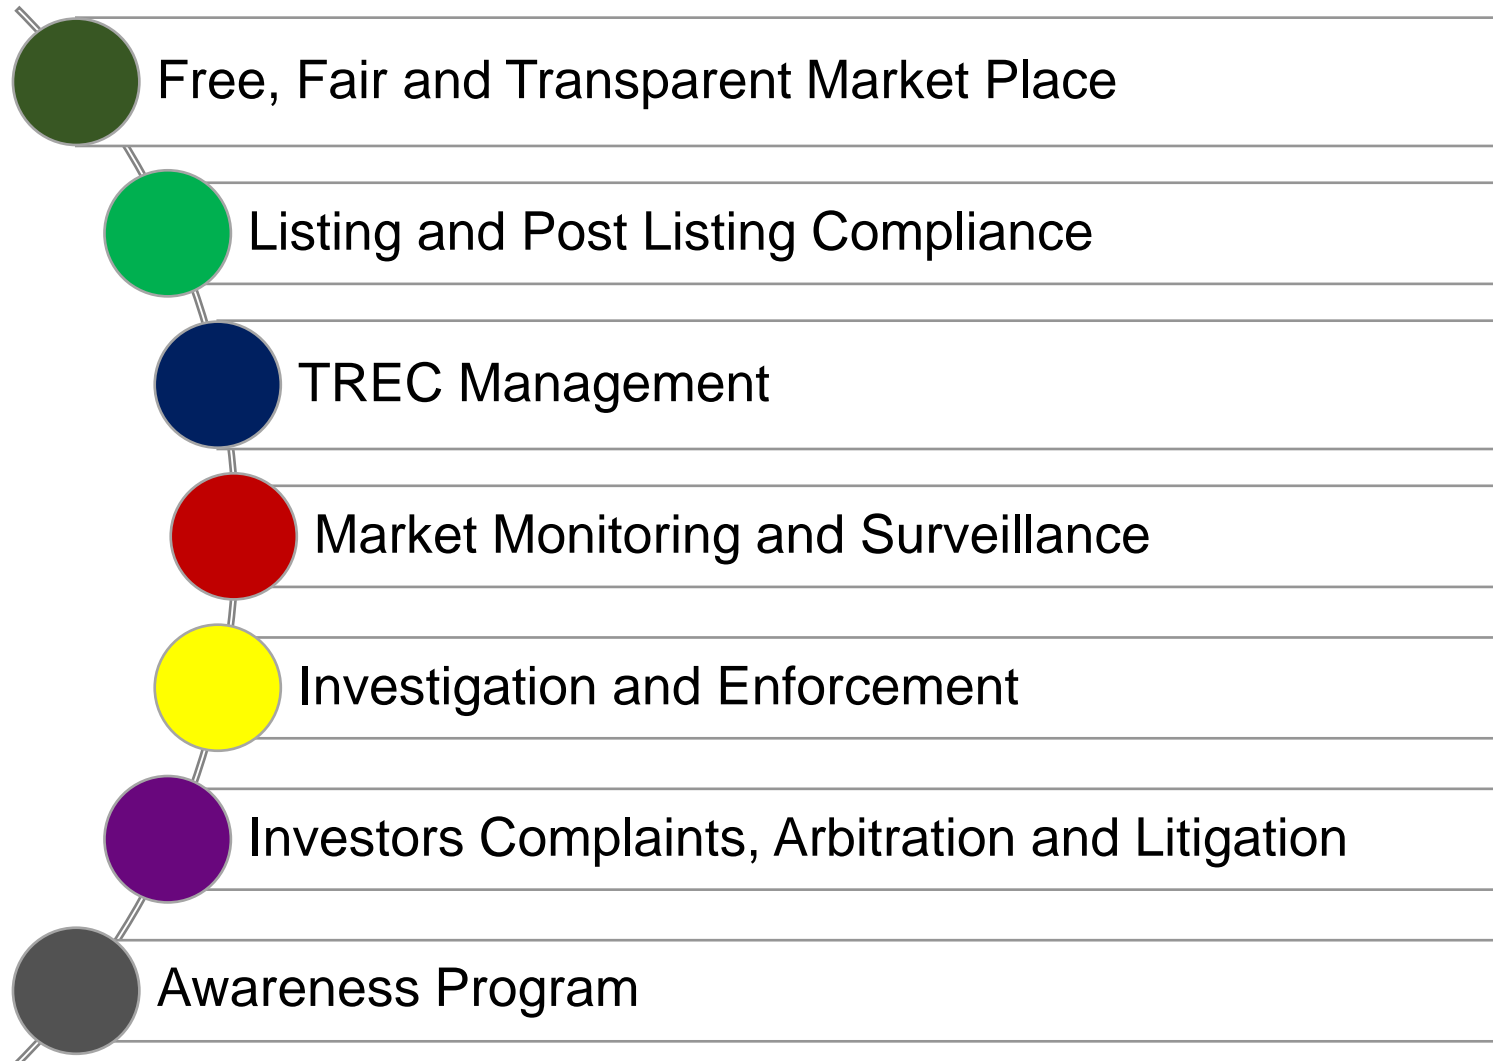 Free, Fair and Transparent Market Place
Listing and Post Listing Compliance
TREC Management
Market Monitoring and Surveillance
Investigation and Enforcement
Investors Complaints, Arbitration and Litigation
Awareness Program